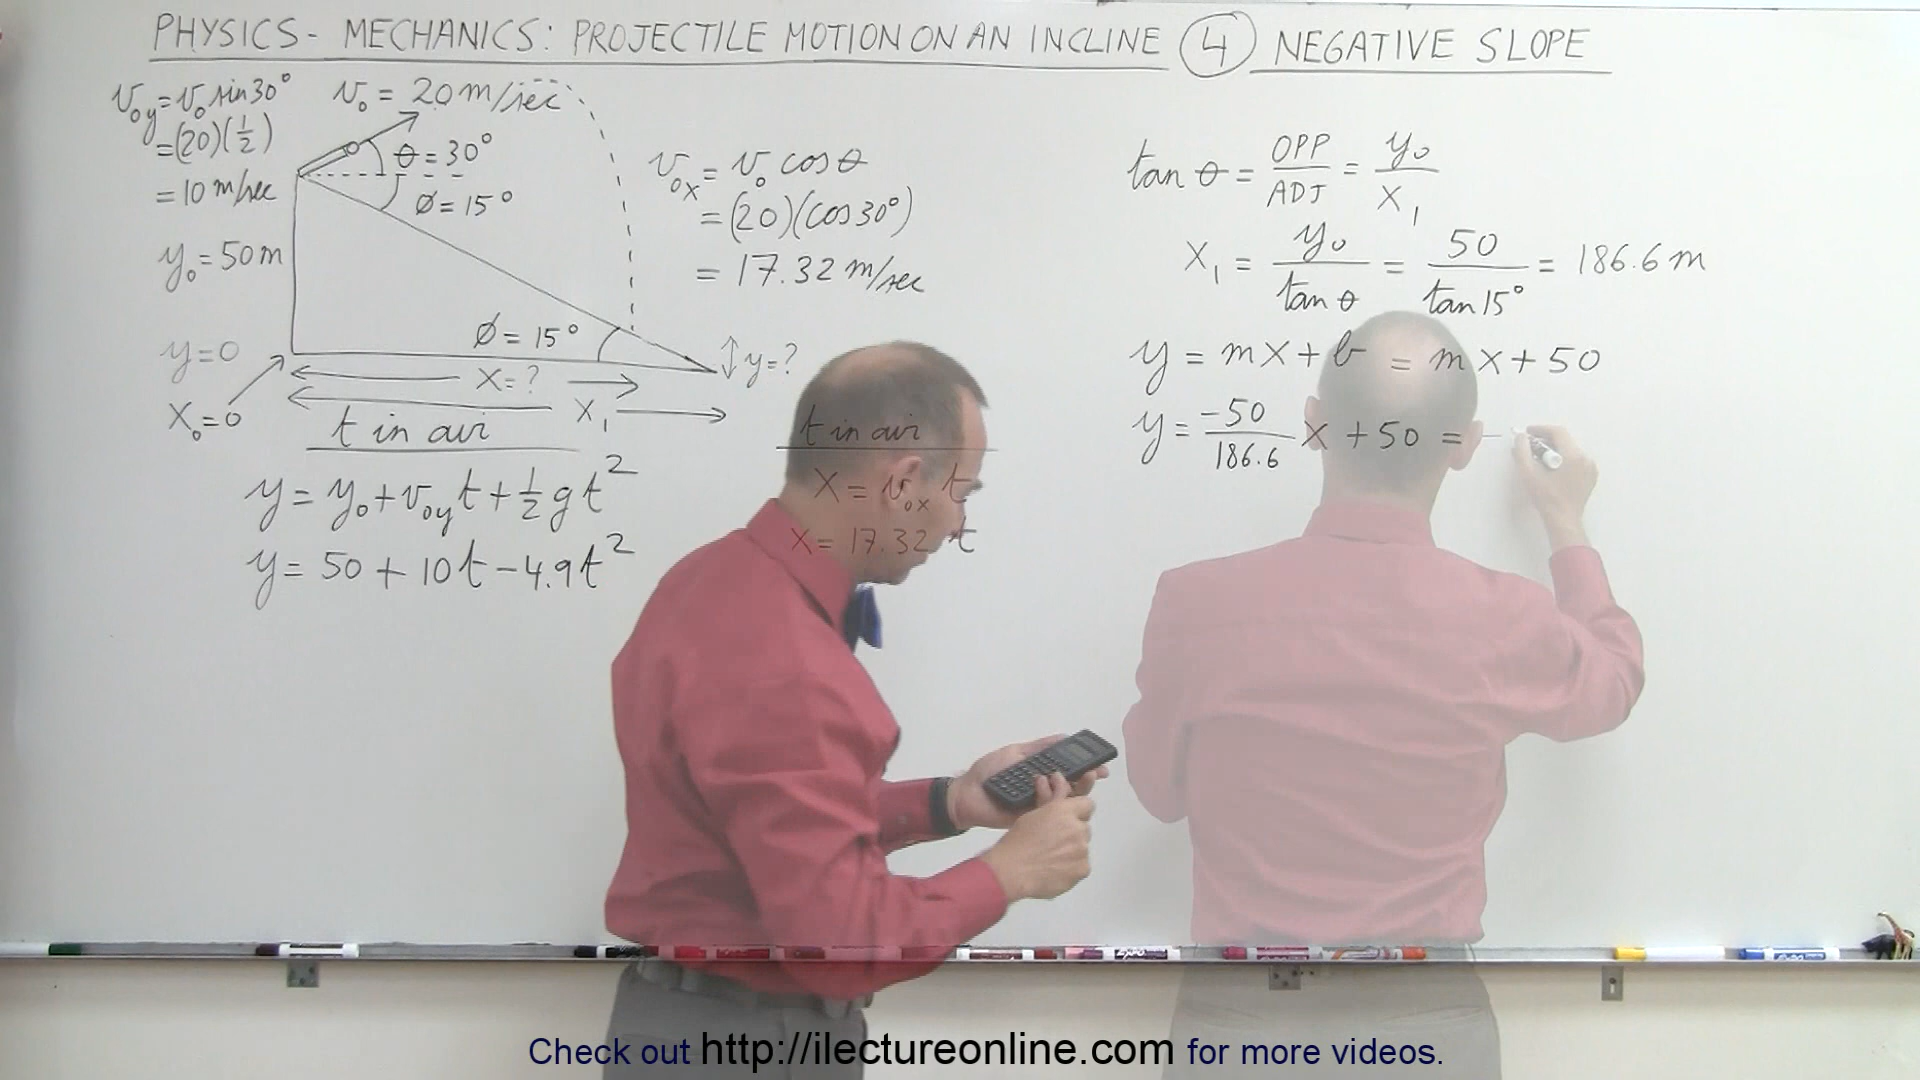 PHYSICS - MECHANICS: PROJECTILE MOTION ON AN INCLINE 4 NEGATIVE SLOPE
v₀y = v₀ sin 30°
= (20)(½)
= 10 m/sec
v₀ = 20 m/sec
θ = 30°
ø = 15°
y₀ = 50 m
ø = 15°
y = 0
X₀ = 0
X = ?
X₁
y = ?
v₀x = v₀ cos θ
= (20)(cos 30°)
= 17.32 m/sec
t in air
y = y₀ + v₀y t + ½ g t²
y = 50 + 10t - 4.9t²
t in air
X = v₀x t
X = 17.32 t
tan θ = OPP/ADJ = y₀/X₁
X₁ = y₀/tan θ = 50/tan 15° = 186.6 m
y = mX + b = mX + 50
y = -50/186.6 X + 50 = -
Check out http://ilectureonline.com for more videos.